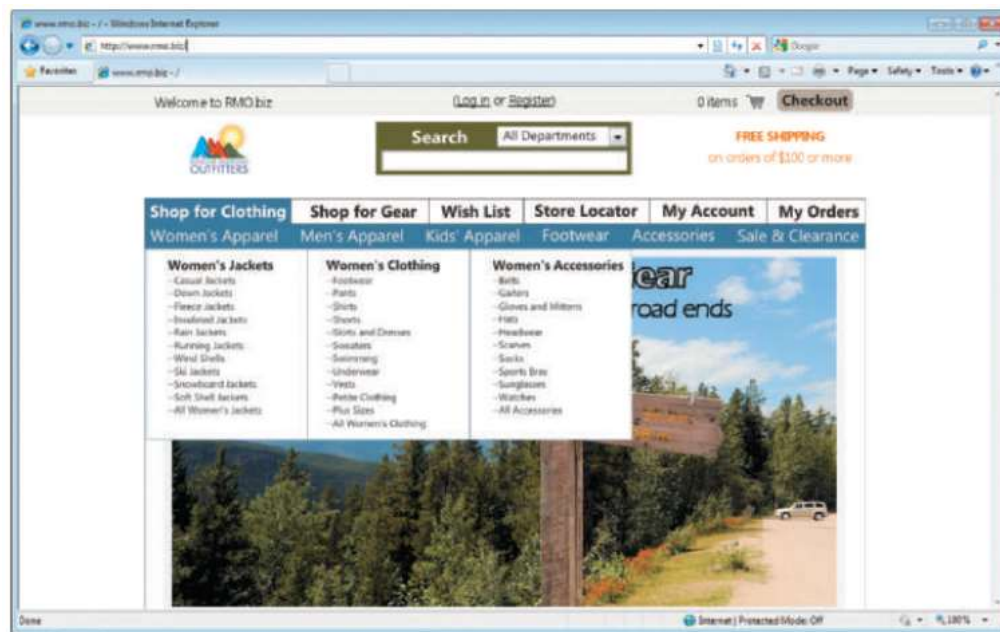 www.rmo.biz - / - Windows Internet Explorer
http://www.rmo.biz/
Google
Favorites www.rmo.biz - /
Page Safety Tools
Welcome to RMO.biz (Log in or Register) 0 items Checkout
OUTFITTERS
Search All Departments
FREE SHIPPING
on orders of $100 or more
Shop for Clothing Shop for Gear Wish List Store Locator My Account My Orders
Women's Apparel Men's Apparel Kids' Apparel Footwear Accessories Sale & Clearance
Women's Jackets
--Casual Jackets
--Down Jackets
--Fleece Jackets
--Insulated Jackets
--Rain Jackets
--Running Jackets
--Wind Shells
--Ski Jackets
--Snowboard Jackets
--Soft Shell Jackets
--All Women's Jackets
Women's Clothing
--Footwear
--Pants
--Shirts
--Shorts
--Skirts and Dresses
--Sweaters
--Swimming
--Underwear
--Vests
--Petite Clothing
--Plus Sizes
--All Women's Clothing
Women's Accessories
--Belts
--Gaiters
--Gloves and Mittens
--Hats
--Headwear
--Scarves
--Socks
--Sports Bras
--Sunglasses
--Watches
--All Accessories
ear
road ends
Done Internet | Protected Mode: Off 100%